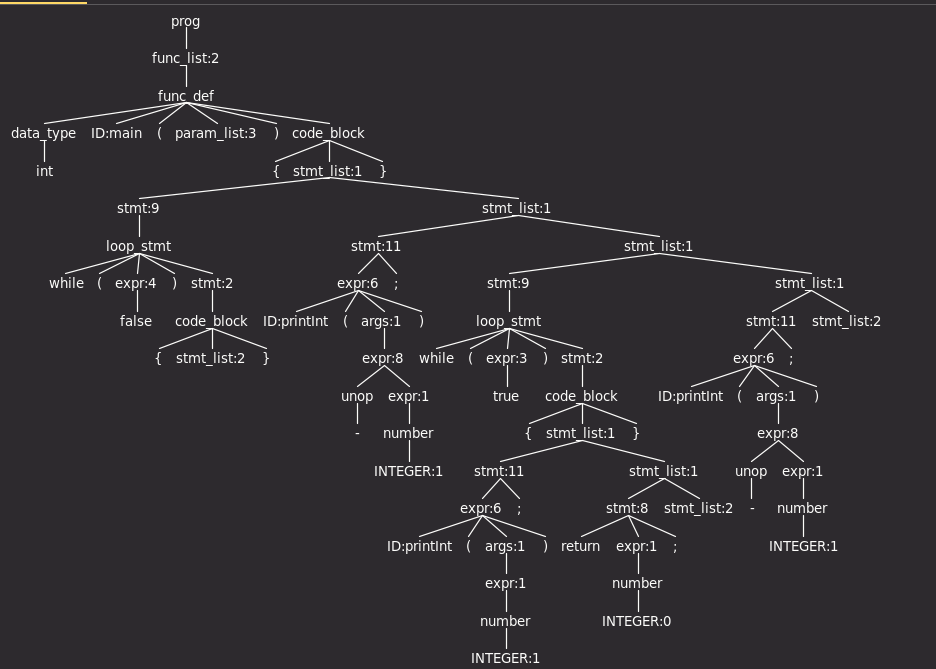 prog
func_list:2
func_def
data_type ID:main ( param_list:3 ) code_block
int { stmt_list:1 }
stmt:9 stmt_list:1
loop_stmt stmt:11 stmt_list:1
while ( expr:4 ) stmt:2 expr:6 ; stmt:9 stmt_list:1
false code_block ID:printInt ( args:1 ) loop_stmt stmt:11 stmt_list:2
{ stmt_list:2 } expr:8 while ( expr:3 ) stmt:2 expr:6 ;
unop expr:1 true code_block ID:printInt ( args:1 )
- number { stmt_list:1 } expr:8
INTEGER:1 stmt:11 stmt_list:1 unop expr:1
expr:6 ; stmt:8 stmt_list:2 - number
ID:printInt ( args:1 ) return expr:1 ; INTEGER:1
expr:1 number
number INTEGER:0
INTEGER:1